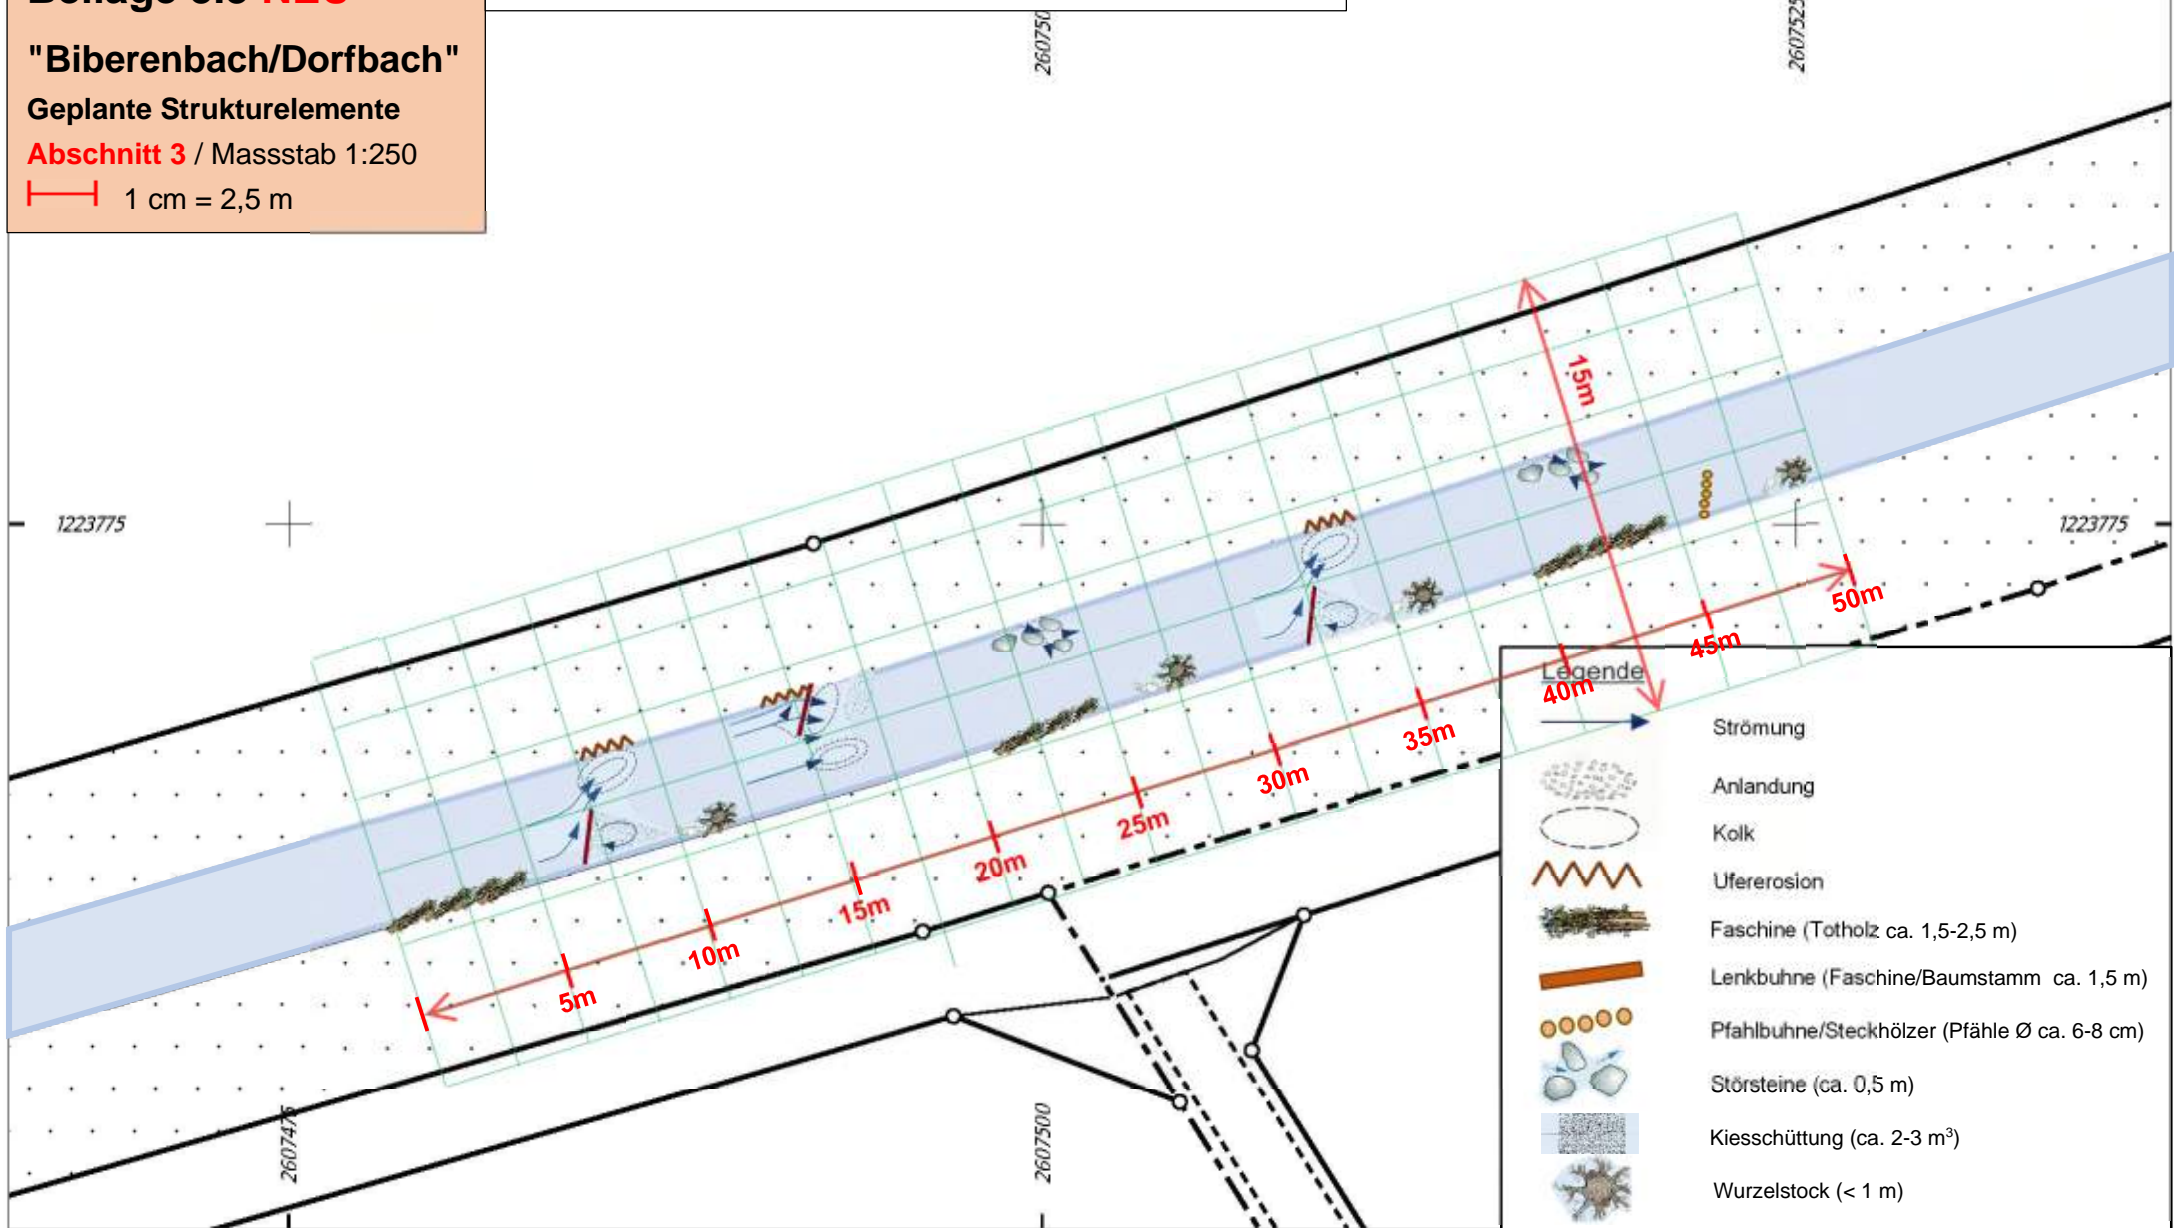 "Biberenbach/Dorfbach"
Geplante Strukturelemente
Abschnitt 3 / Massstab 1:250
1 cm = 2,5 m
2607500
2607525
1223775
1223775
15m
50m
45m
40m
35m
30m
25m
20m
15m
10m
5m
2607475
2607500
Legende
Strömung
Anlandung
Kolk
Ufererosion
Faschine (Totholz ca. 1,5-2,5 m)
Lenkbuhne (Faschine/Baumstamm ca. 1,5 m)
Pfahlbuhne/Steckhölzer (Pfähle Ø ca. 6-8 cm)
Störsteine (ca. 0,5 m)
Kiesschüttung (ca. 2-3 m³)
Wurzelstock (< 1 m)